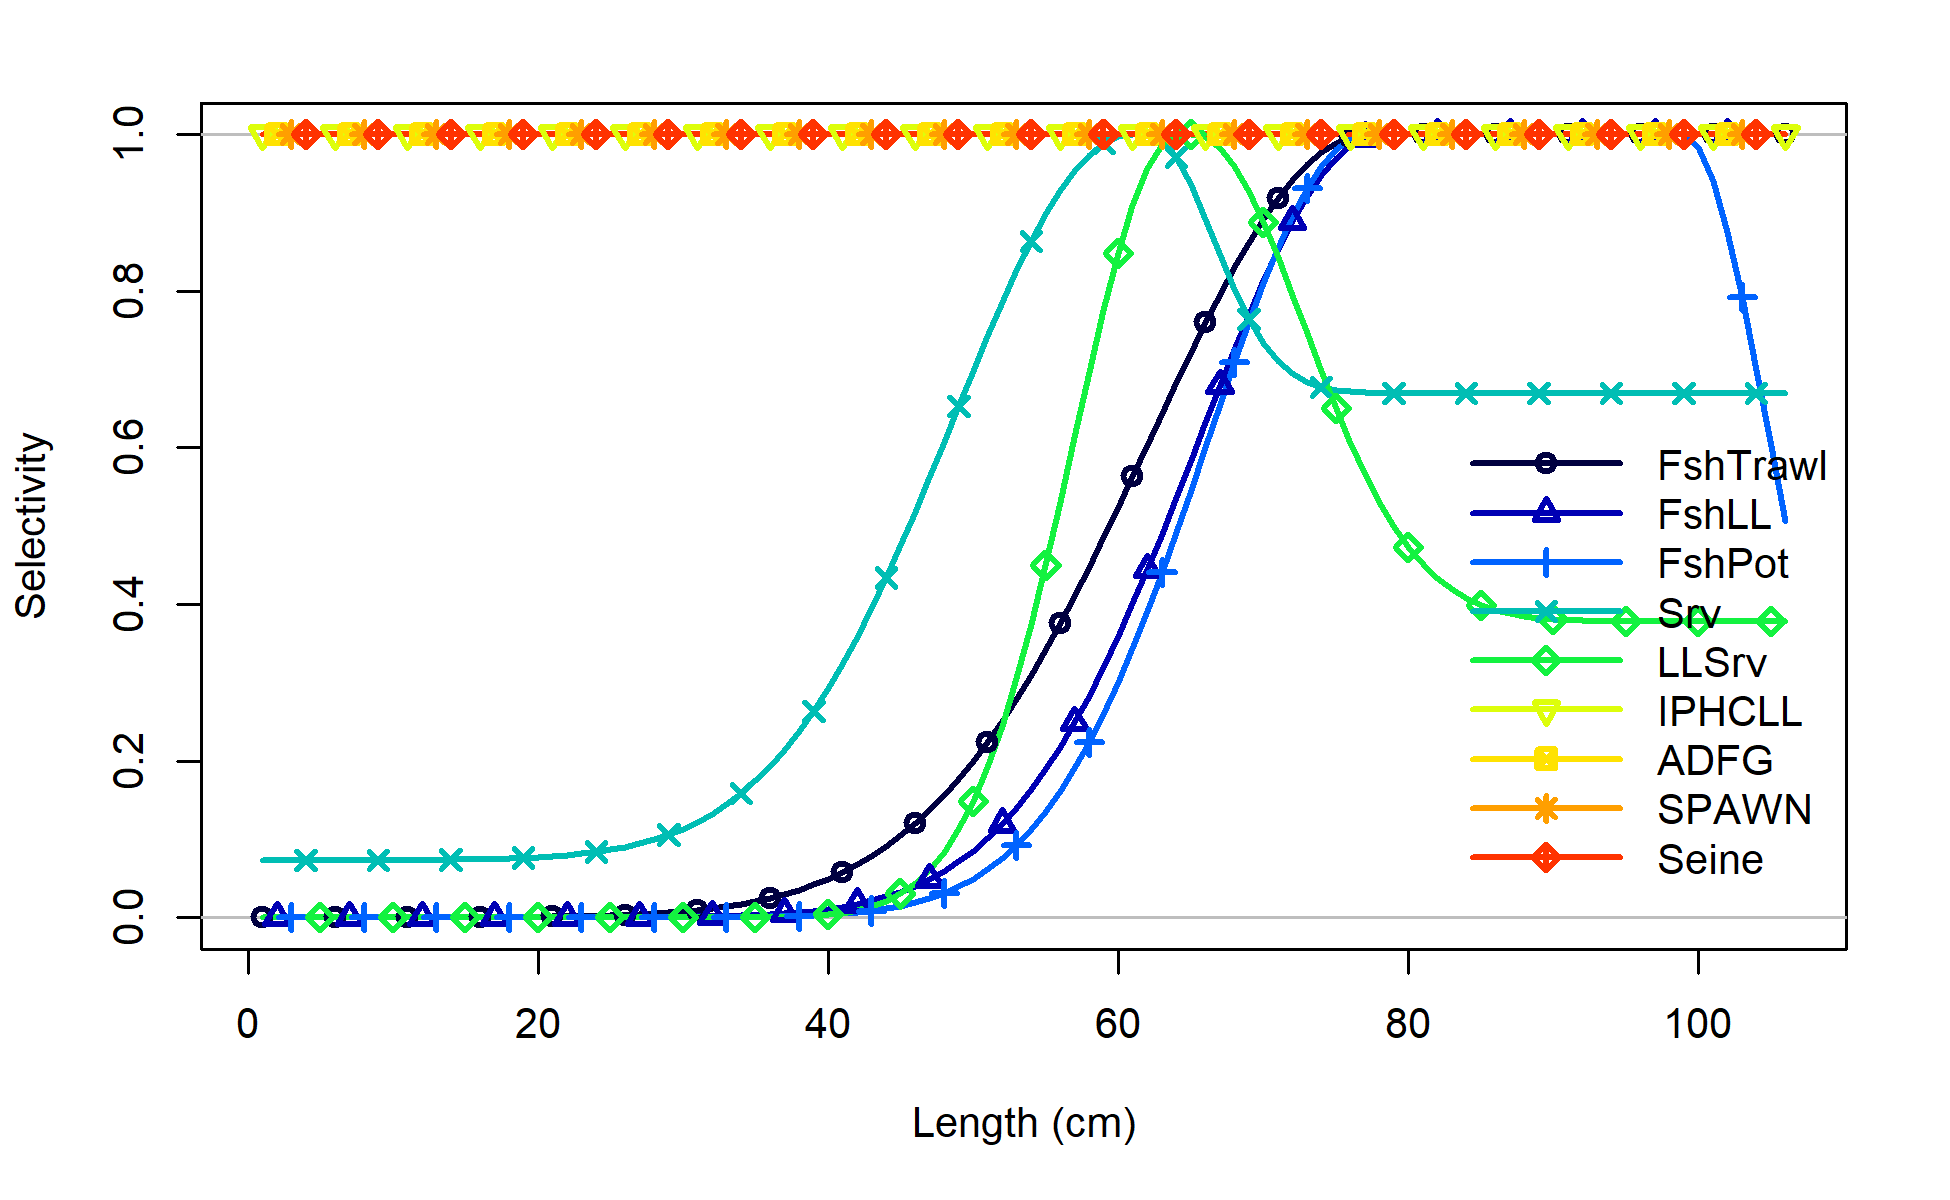 1.0
0.8
0.6
0.4
0.2
0.0
Selectivity
FshTrawl
FshLL
FshPot
Srv
LLSrv
IPHCLL
ADFG
SPAWN
Seine
0 20 40 60 80 100
Length (cm)